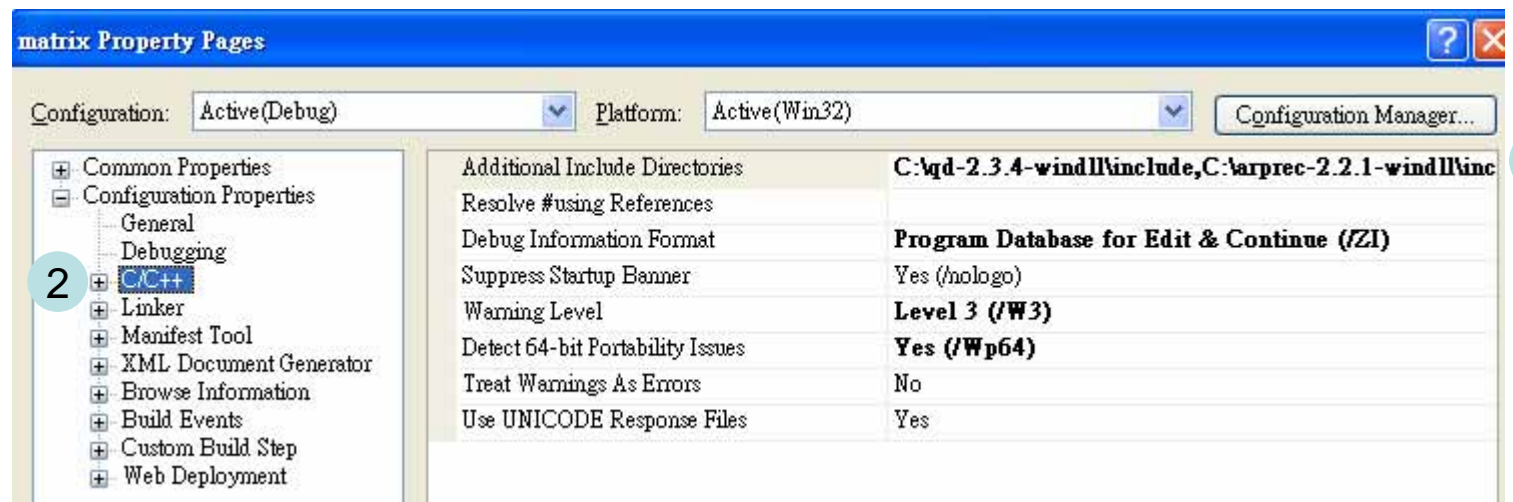 matrix Property Pages
Configuration: Active(Debug) Platform: Active(Win32) Configuration Manager...
Common Properties
Configuration Properties
General
Debugging
2 C/C++
Linker
Manifest Tool
XML Document Generator
Browse Information
Build Events
Custom Build Step
Web Deployment
Additional Include Directories C:\qd-2.3.4-windll\include,C:\arprec-2.2.1-windll\inc
Resolve #using References
Debug Information Format Program Database for Edit & Continue (/ZI)
Suppress Startup Banner Yes (/nologo)
Warning Level Level 3 (/W3)
Detect 64-bit Portability Issues Yes (/Wp64)
Treat Warnings As Errors No
Use UNICODE Response Files Yes